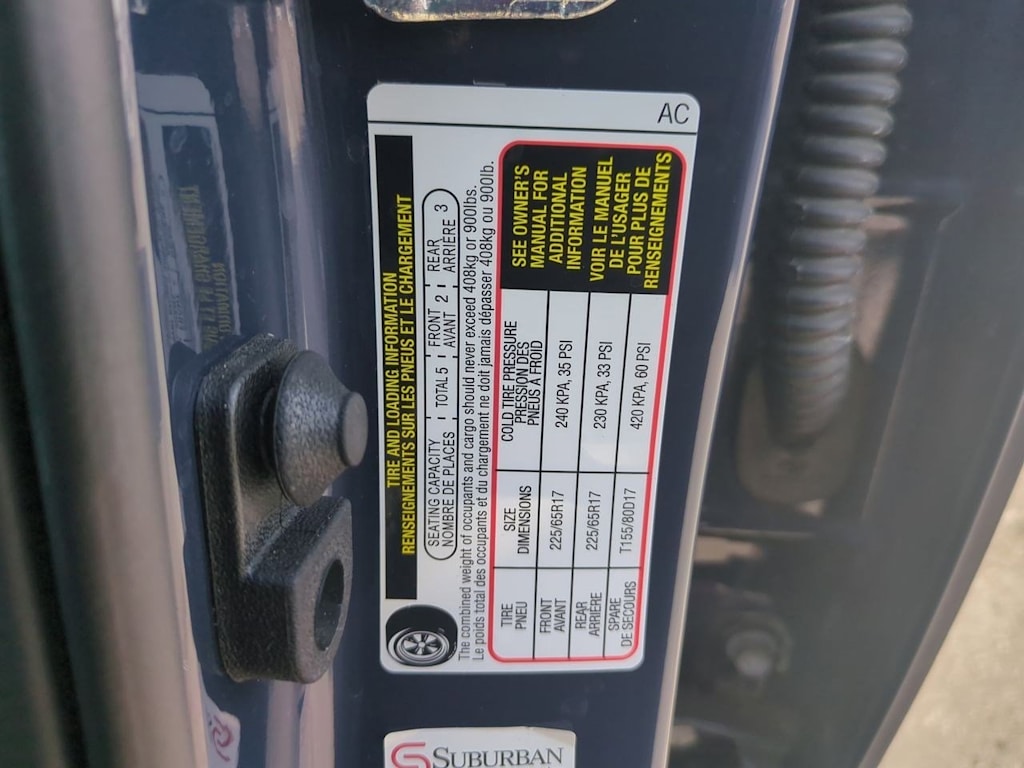 AC
TIRE AND LOADING INFORMATION
RENSEIGNEMENTS SUR LES PNEUS ET LE CHARGEMENT
SEATING CAPACITY TOTAL 5 FRONT 2 REAR 3
NOMBRE DE PLACES AVANT ARRIÈRE
The combined weight of occupants and cargo should never exceed 408kg or 900lbs.
Le poids total des occupants et du chargement ne doit jamais dépasser 408kg ou 900lb.
TIRE SIZE COLD TIRE PRESSURE
PNEU DIMENSIONS PRESSION DES
PNEUS À FROID
FRONT 225/65R17 240 KPA, 35 PSI
AVANT
REAR 225/65R17 230 KPA, 33 PSI
ARRIÈRE
SPARE T155/80D17 420 KPA, 60 PSI
DE SECOURS
SEE OWNER'S
MANUAL FOR
ADDITIONAL
INFORMATION
VOIR LE MANUEL
DE L'USAGER
POUR PLUS DE
RENSEIGNEMENTS
SUBURBAN